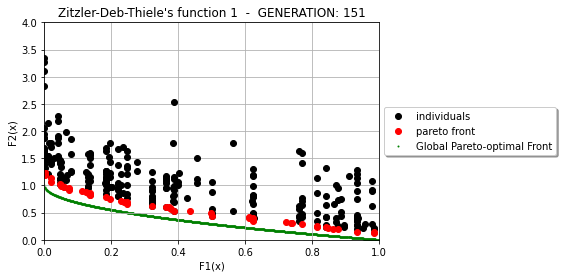 Zitzler-Deb-Thiele's function 1 - GENERATION: 151
4.0
3.5
3.0
2.5
2.0
1.5
1.0
0.5
0.0
F2(x)
0.0 0.2 0.4 0.6 0.8 1.0
F1(x)
individuals
pareto front
Global Pareto-optimal Front